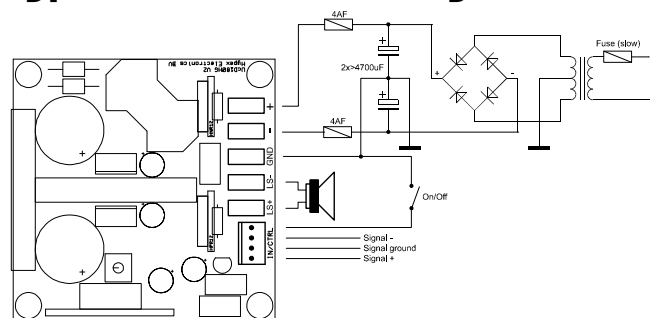 4AF
Fuse (slow)
UCD180HG V2
Hypex Electronics BV
+
-
+
2x>4700uF
+
+
-
4AF
GND
LS-
LS+
On/Off
IN/CTRL
Signal -
Signal ground
Signal +
+
+